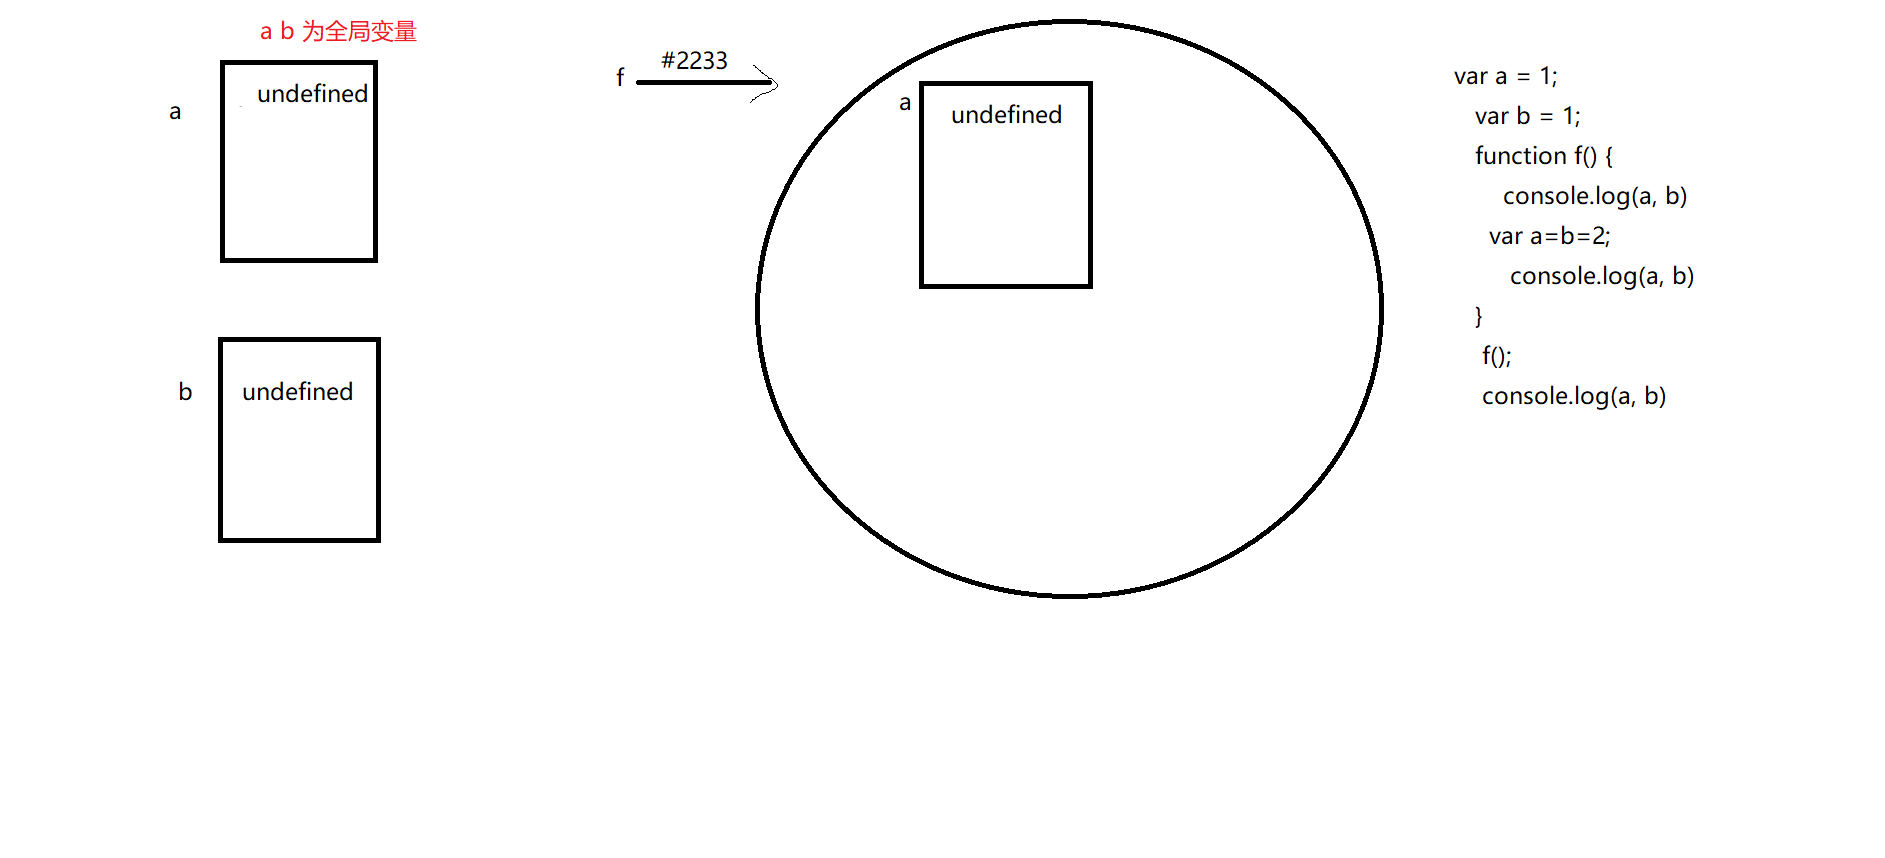 a b 为全局变量
a
undefined
b
undefined
f
#2233
a
undefined
var a = 1;
var b = 1;
function f() {
console.log(a, b)
var a=b=2;
console.log(a, b)
}
f();
console.log(a, b)